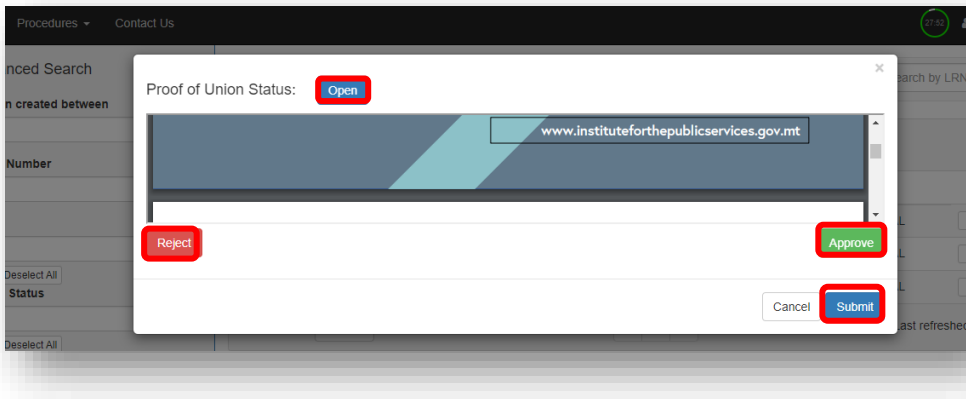 Procedures Contact Us 27:52
nced Search
earch by LRN
n created between
Number
Deselect All
Status
Deselect All
×
Proof of Union Status: Open
www.instituteforthepublicservices.gov.mt
Reject Approve
Cancel Submit
L
L
L
ast refreshed